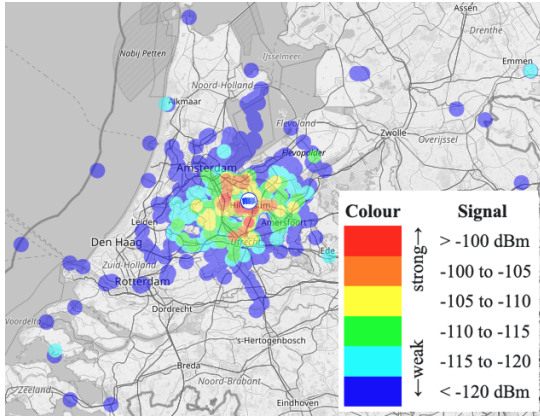 Assen
Drenthe
Nabij Petten
IJsselmeer
Emmen
Noord-Holland
Alkmaar
Flevoland
Zwolle
Overijssel
Flevopolder
Amsterdam
Leiden
Amersfoort
Utrecht
Den Haag
Ede
Zuid-Holland
Rotterdam
Voordelta
Dordrecht
's-Hertogenbosch
Breda
Noord-Brabant
Zeeland
Eindhoven
Colour Signal
> -100 dBm
-100 to -105
-105 to -110
-110 to -115
-115 to -120
< -120 dBm
strong→
←weak